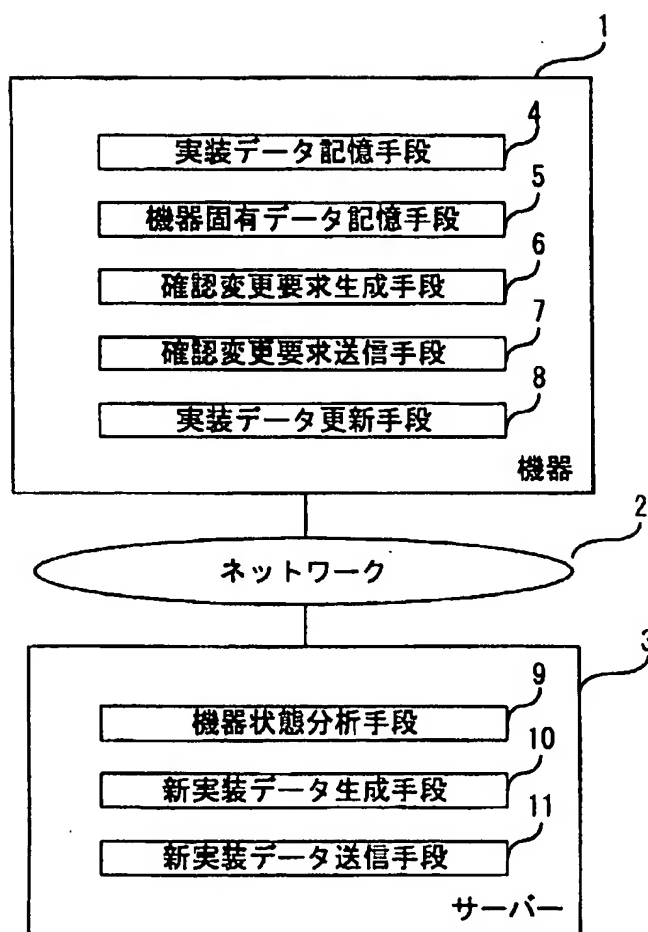 1
4
実装データ記憶手段
5
機器固有データ記憶手段
6
確認変更要求生成手段
7
確認変更要求送信手段
8
実装データ更新手段
機器
2
ネットワーク
3
9
機器状態分析手段
10
新実装データ生成手段
11
新実装データ送信手段
サーバー